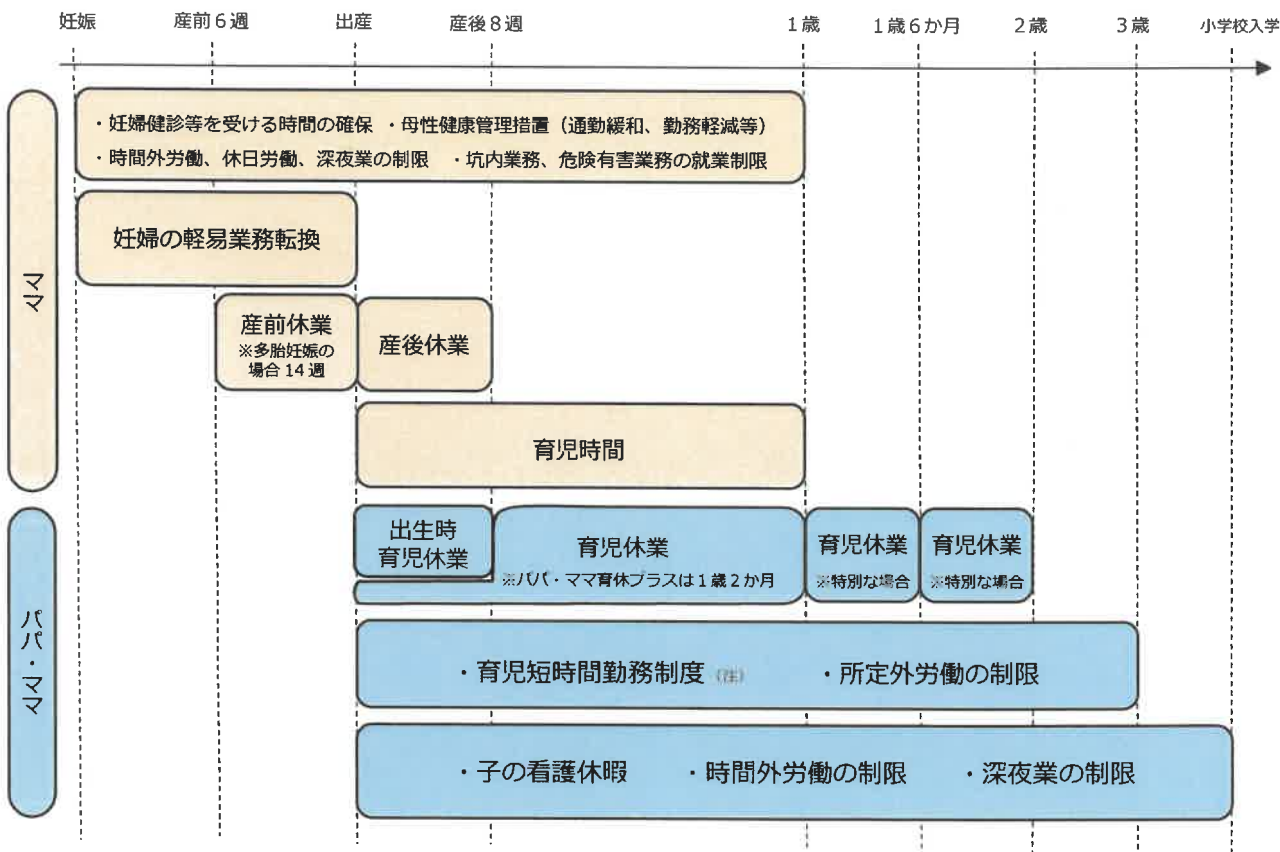 妊娠 産前6週 出産 産後8週 1歳 1歳6か月 2歳 3歳 小学校入学
ママ
・妊婦健診等を受ける時間の確保 ・母性健康管理措置(通勤緩和、勤務軽減等)
・時間外労働、休日労働、深夜業の制限 ・坑内業務、危険有害業務の就業制限
妊婦の軽易業務転換
産前休業
※多胎妊娠の
場合14週
産後休業
育児時間
パパ・ママ
出生時
育児休業
育児休業
※パパ・ママ育休プラスは1歳2か月
育児休業
※特別な場合
育児休業
※特別な場合
・育児短時間勤務制度 (注) ・所定外労働の制限
・子の看護休暇 ・時間外労働の制限 ・深夜業の制限